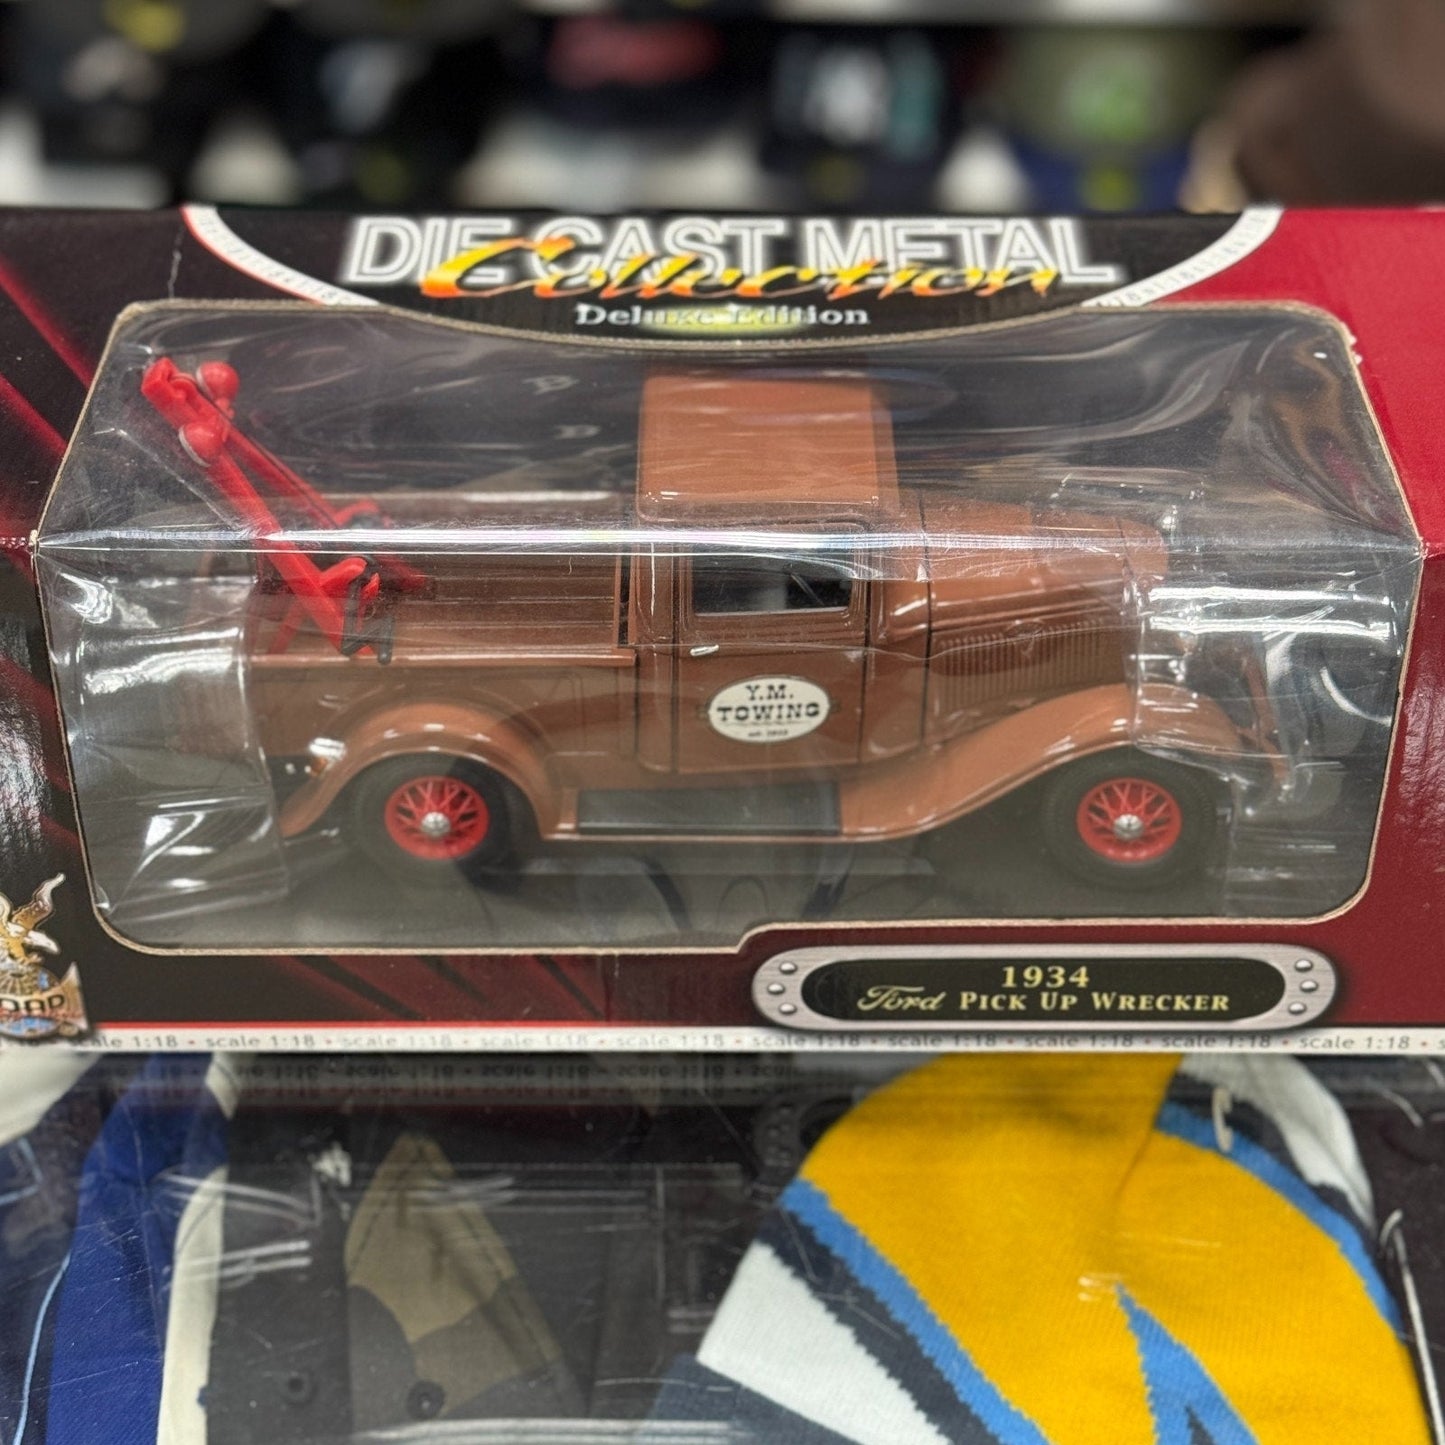 DIE CAST METAL
Collection
Deluxe Edition
Y.M.
TOWING
1934
Ford PICK UP WRECKER
scale 1:18 • scale 1:18 • scale 1:18 • scale 1:18 • scale 1:18 • scale 1:18 • scale 1:18 • scale 1:18 • scale 1:18 • scale 1:18